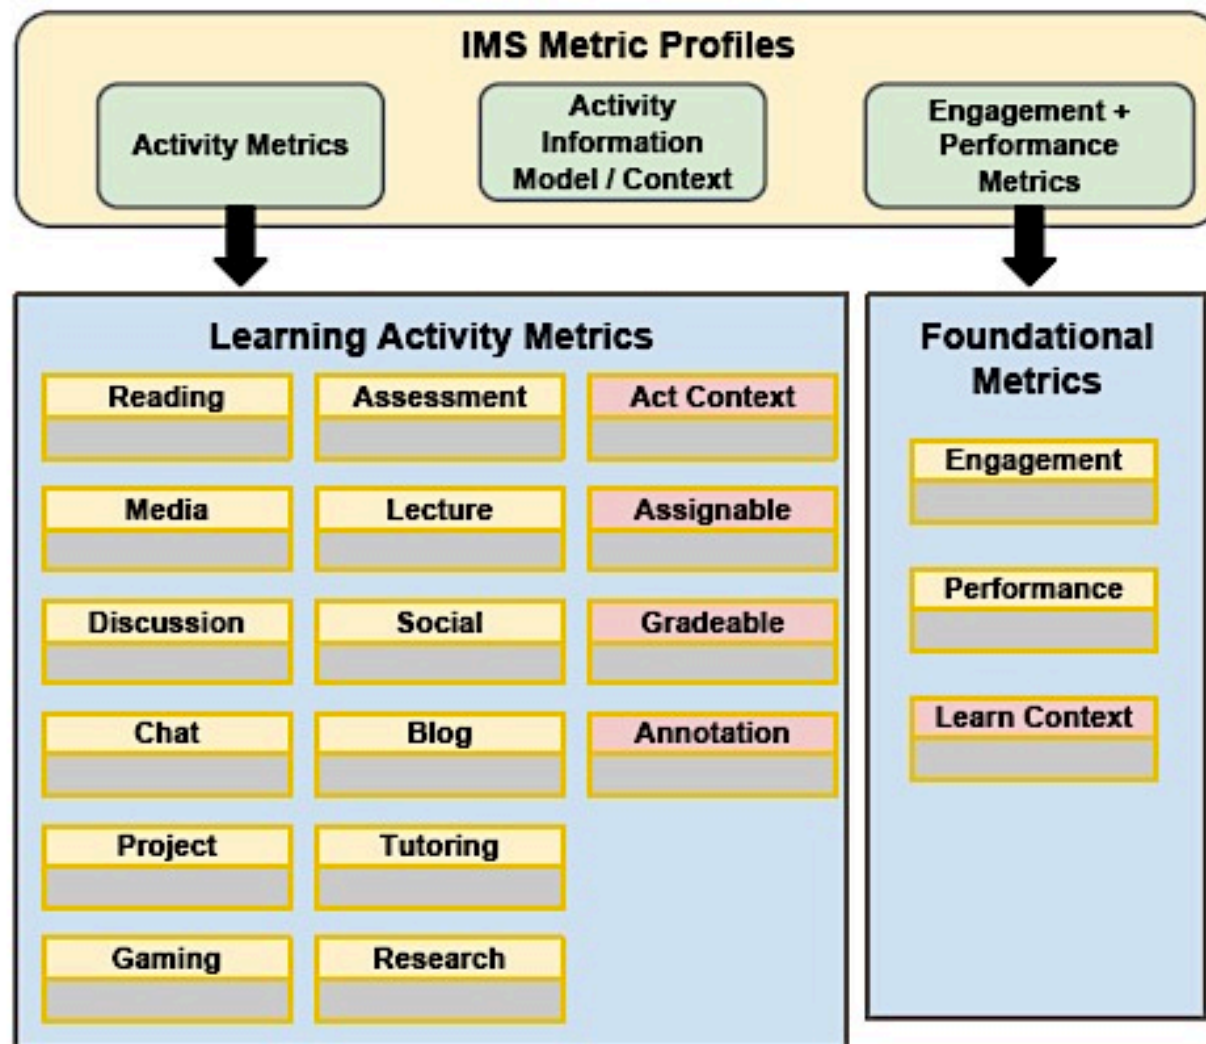 IMS Metric Profiles
Activity Metrics
Activity
Information
Model / Context
Engagement +
Performance
Metrics
Learning Activity Metrics
Reading
Assessment
Act Context
Media
Lecture
Assignable
Discussion
Social
Gradeable
Chat
Blog
Annotation
Project
Tutoring
Gaming
Research
Foundational
Metrics
Engagement
Performance
Learn Context